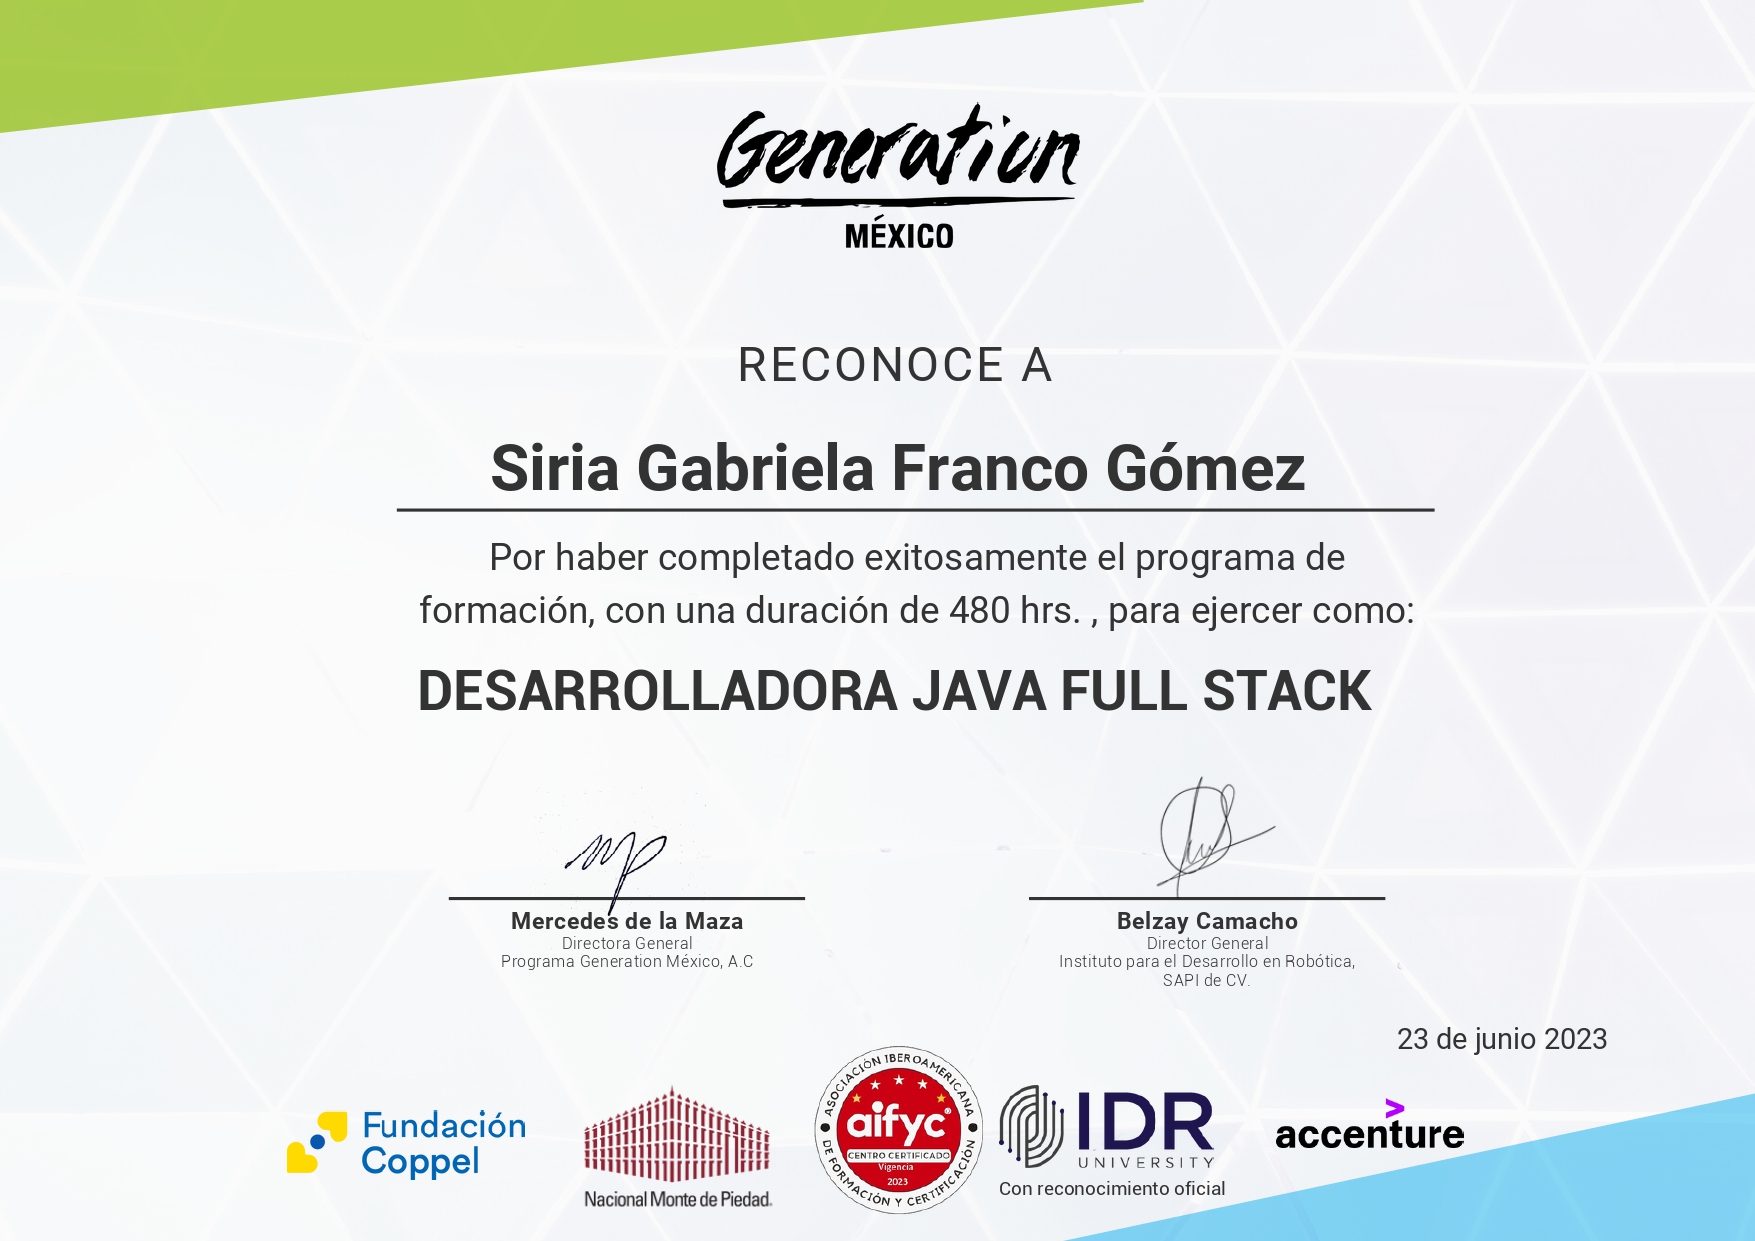 Generation
MÉXICO
RECONOCE A
Siria Gabriela Franco Gómez
Por haber completado exitosamente el programa de
formación, con una duración de 480 hrs. , para ejercer como:
DESARROLLADORA JAVA FULL STACK
Mercedes de la Maza
Directora General
Programa Generation México, A.C
Belzay Camacho
Director General
Instituto para el Desarrollo en Robótica,
SAPI de CV.
23 de junio 2023
Fundación
Coppel
Nacional Monte de Piedad.
ASOCIACIÓN IBEROAMERICANA
DE FORMACIÓN Y CERTIFICACIÓN
aifyc®
CENTRO CERTIFICADO
Vigencia
2023
IDR
UNIVERSITY
Con reconocimiento oficial
>
accenture